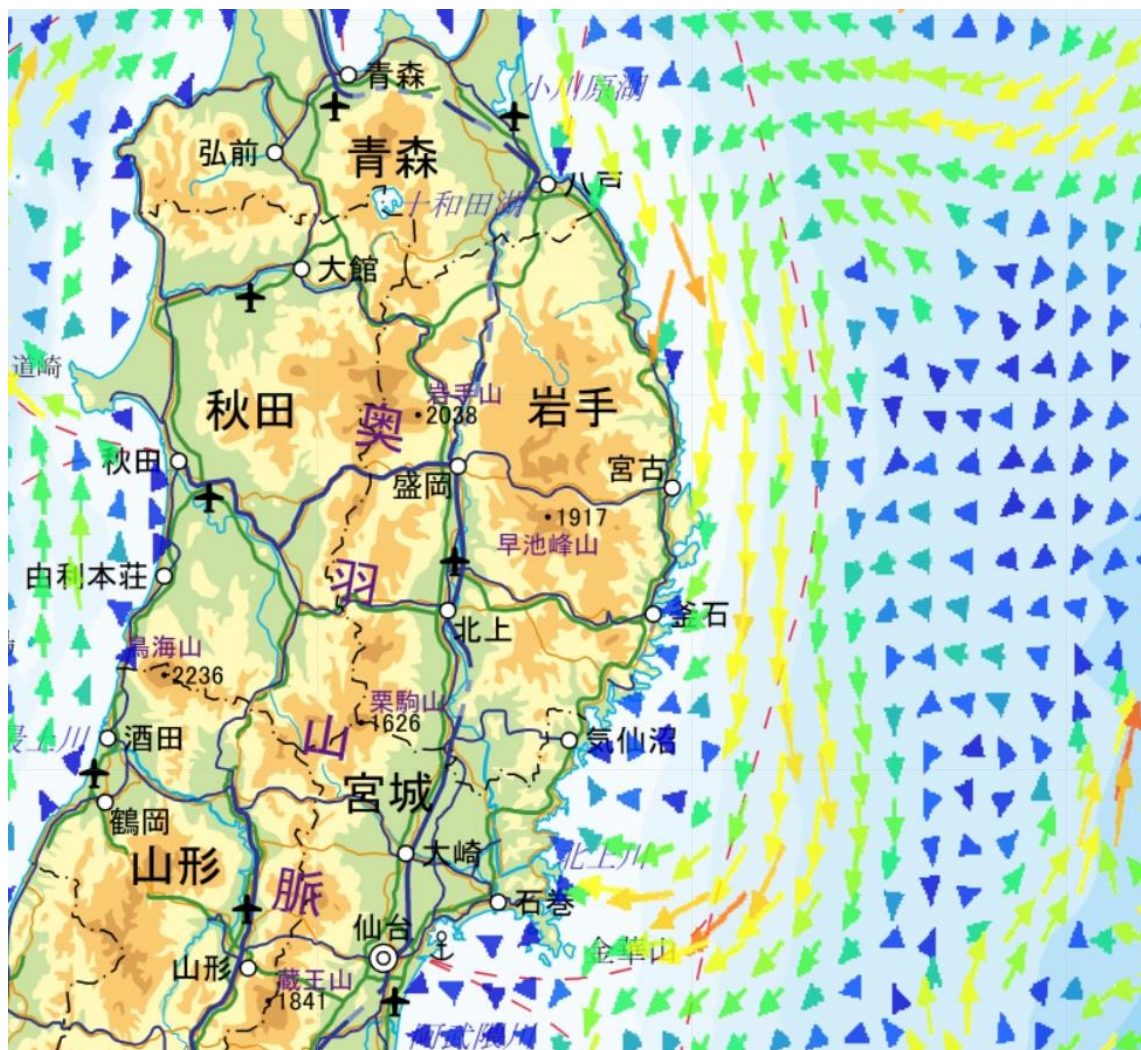 青森
小川原湖
弘前
青森
八戸
十和田湖
大館
道崎
岩手山
2038
秋田
奥
岩手
秋田
盛岡
宮古
1917
早池峰山
由利本荘
羽
北上
釜石
鳥海山
2236
栗駒山
1626
最上川
酒田
山
気仙沼
宮城
鶴岡
山形
大崎
北上川
脈
石巻
仙台
金華山
山形
蔵王山
1841
阿武隈川